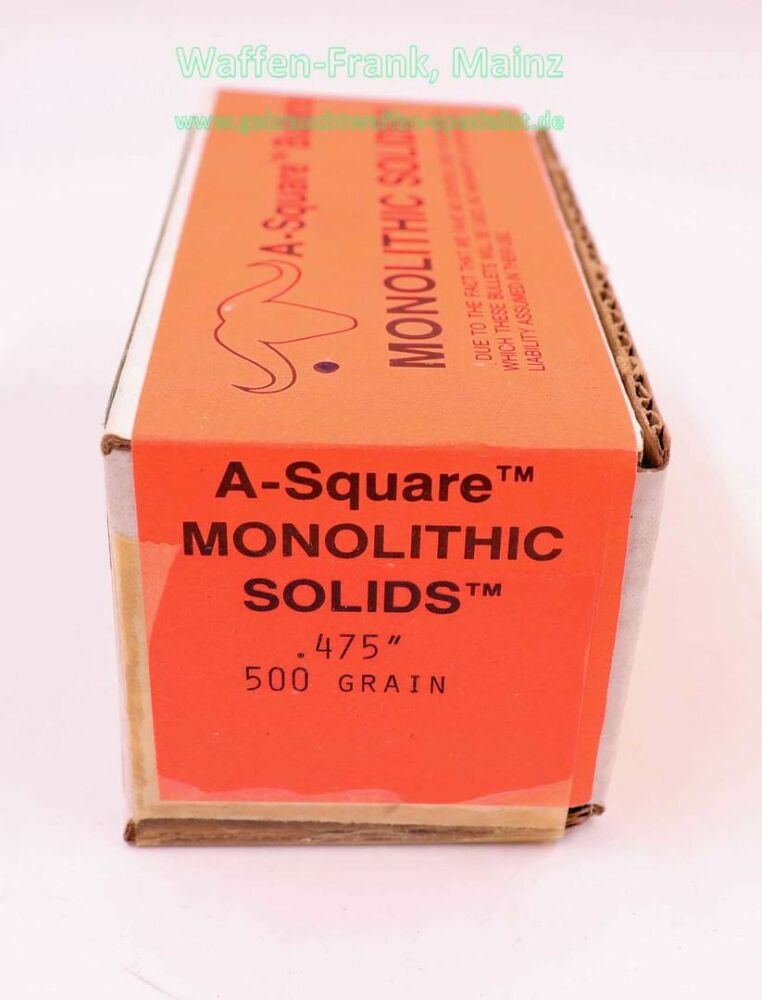 Waffen-Frank, Mainz
www.gebrauchtwaffen-spezialist.de
A-Square™
MONOLITHIC SOLIDS
DUE TO THE FACT THAT WE HAVE NO
WHICH THESE BULLETS WILL BE USED, NO WARRANTY
LIABILITY ASSUMED IN THEIR USE.
A-Square™
MONOLITHIC
SOLIDS™
.475"
500 GRAIN